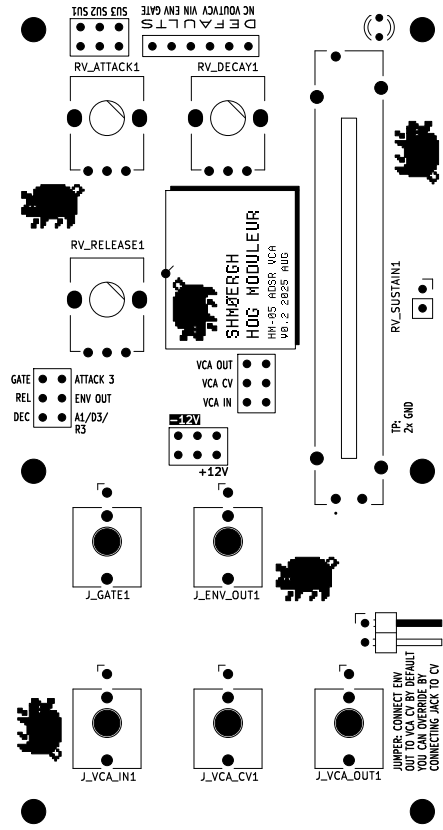 SU3 SU2 SU1
DEFAULTS
NC VOUT VCV VIN ENV GATE
RV_ATTACK1
RV_DECAY1
RV_RELEASE1
SHMØERGH
HOG MODULEUR
HM-05 ADSR VCA
V0.2 2025 AUG
RV_SUSTAIN1
VCA OUT
VCA CV
VCA IN
GATE
ATTACK 3
REL
ENV OUT
DEC
A1/D3/
R3
TP:
2x GND
-12V
+12V
J_GATE1
J_ENV_OUT1
JUMPER: CONNECT ENV
OUT TO VCA CV BY DEFAULT
YOU CAN OVERRIDE BY
CONNECTING JACK TO CV
J_VCA_IN1
J_VCA_CV1
J_VCA_OUT1